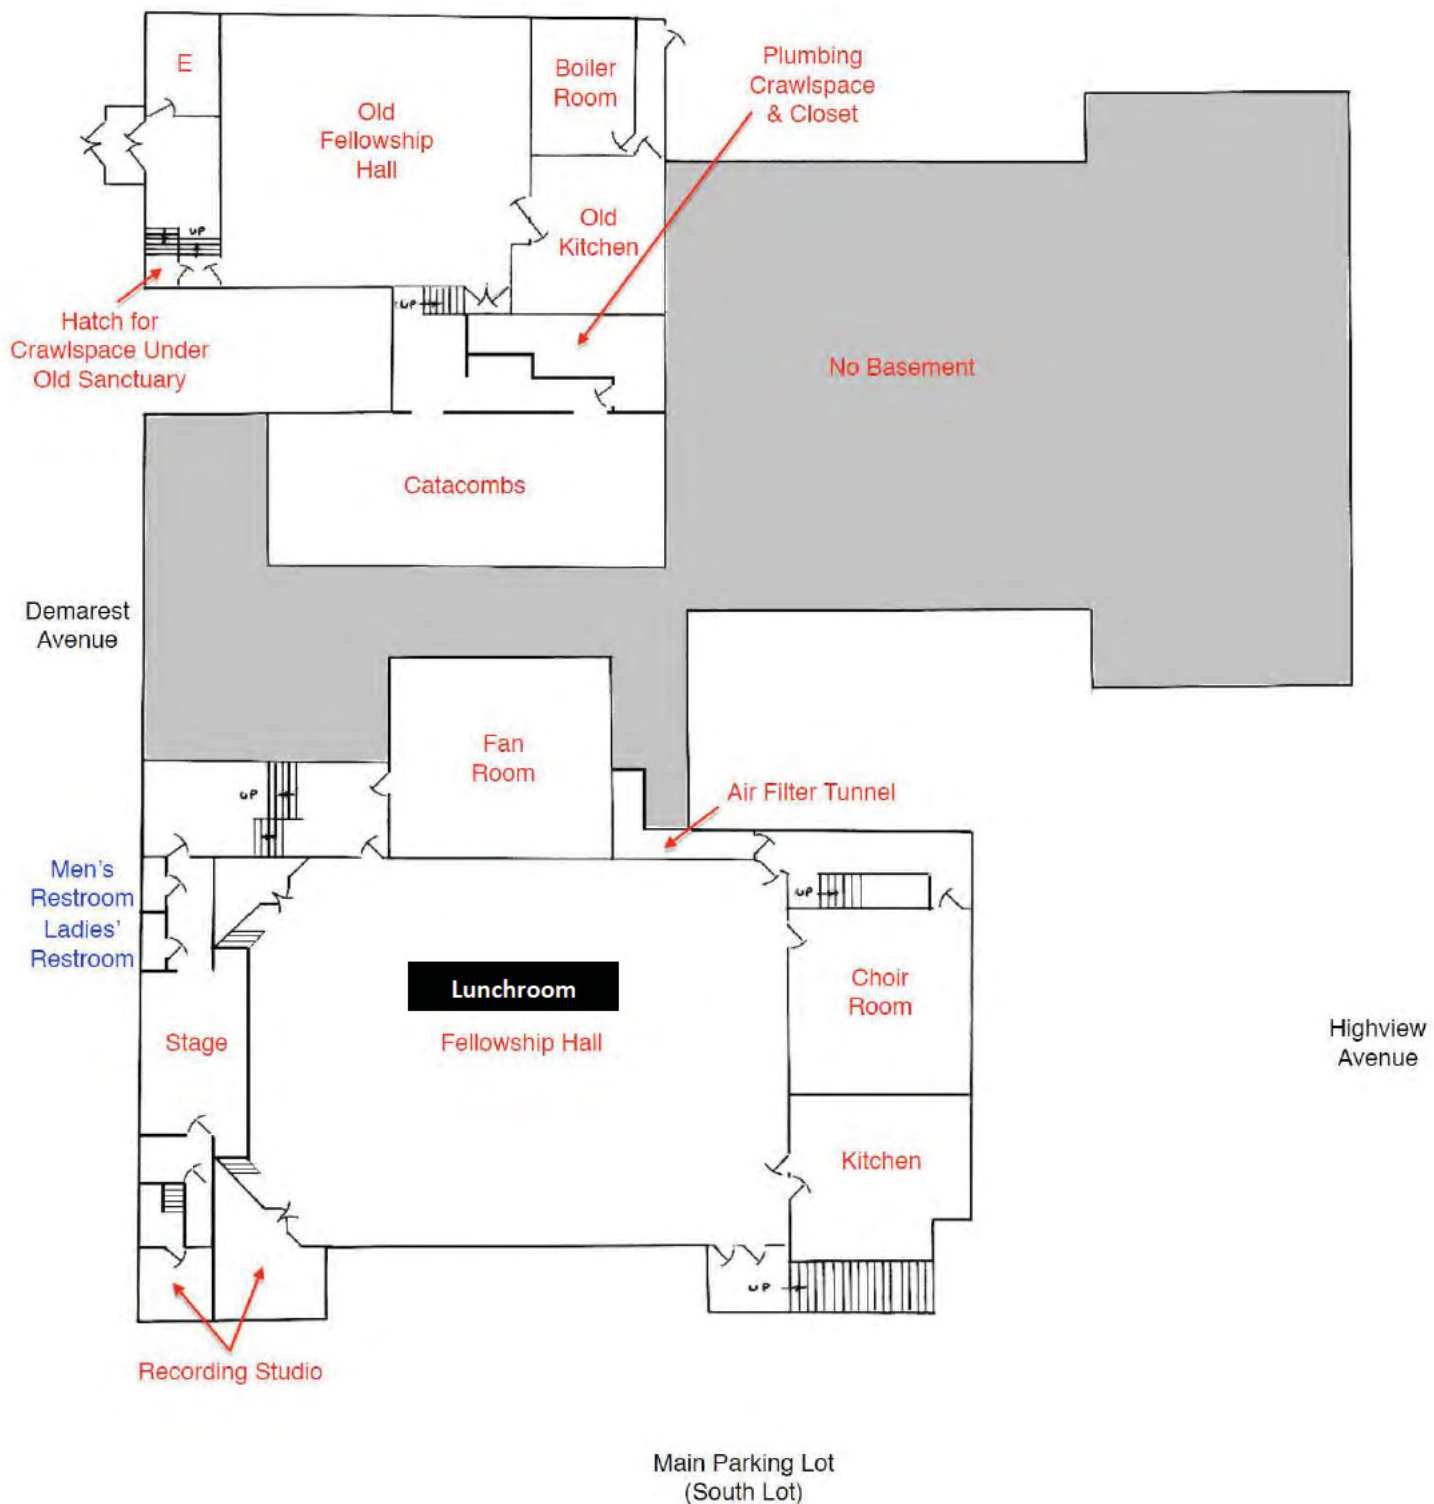 E
Old
Fellowship
Hall
Boiler
Room
Plumbing
Crawlspace
& Closet
UP
Old
Kitchen
UP
Hatch for
Crawlspace Under
Old Sanctuary
No Basement
Catacombs
Demarest
Avenue
Fan
Room
UP
Air Filter Tunnel
Men's
Restroom
Ladies'
Restroom
UP
Lunchroom
Choir
Room
Stage
Fellowship Hall
Highview
Avenue
Kitchen
UP
Recording Studio
Main Parking Lot
(South Lot)